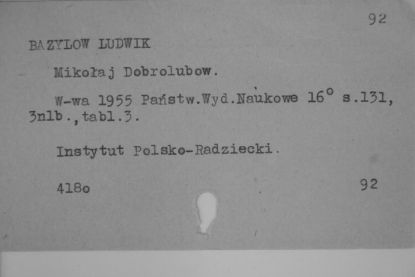 92
BAZYLOW LUDWIK
Mikołaj Dobrolubow.
W-wa 1955 Państw.Wyd.Naukowe 16° s.131,
3nlb.,tabl.3.
Instytut Polsko-Radziecki.
4180 92